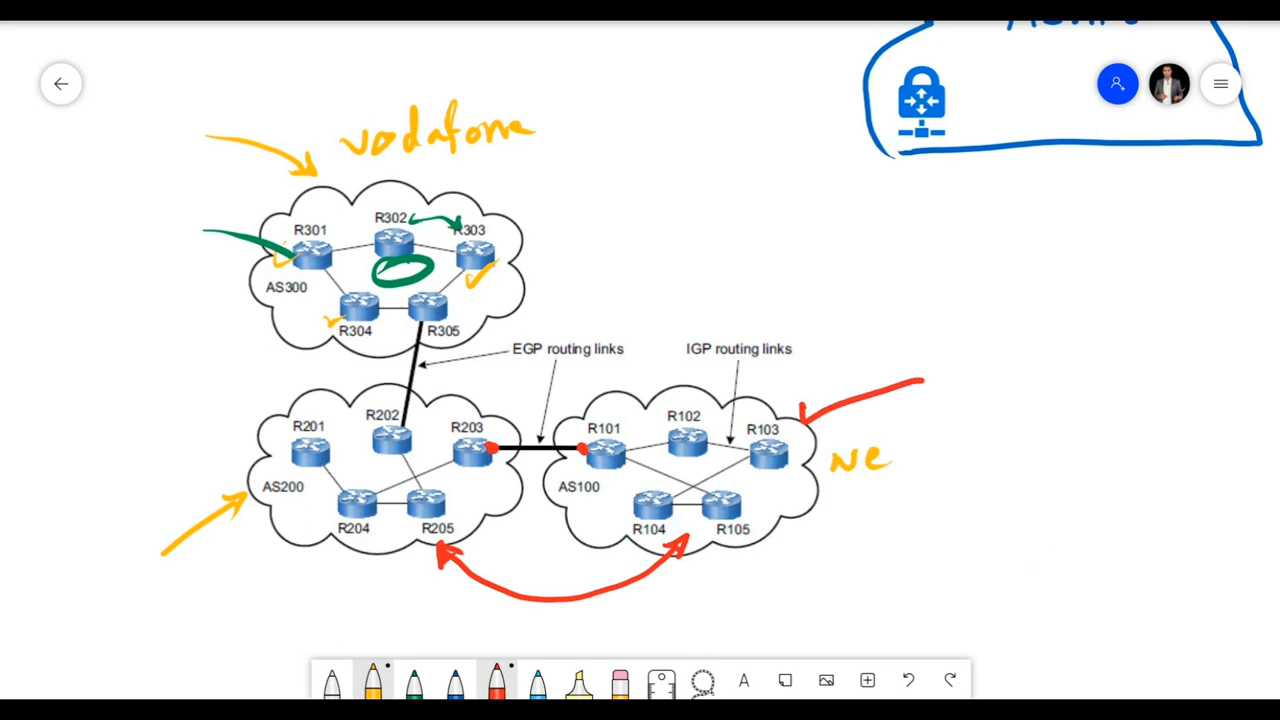 vodafone
R302
R301
R303
AS300
R304
R305
EGP routing links
IGP routing links
R202
R201
R203
R101
R102
R103
Ne
AS200
AS100
R204
R205
R104
R105
A